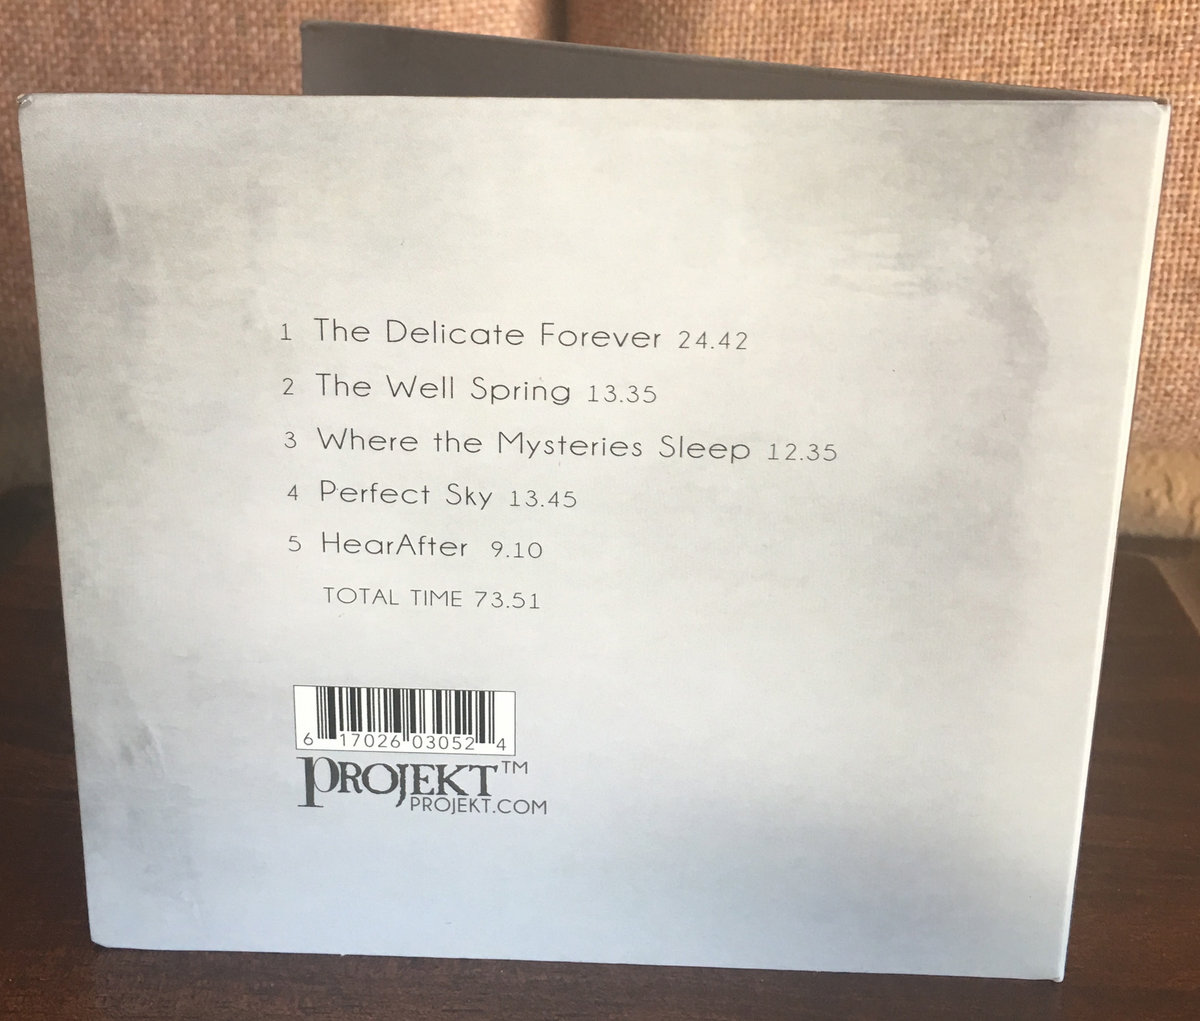 1 The Delicate Forever 24.42
2 The Well Spring 13.35
3 Where the Mysteries Sleep 12.35
4 Perfect Sky 13.45
5 HearAfter 9.10
TOTAL TIME 73.51
6 17026 03052 4
PROJEKT™
PROJEKT.COM